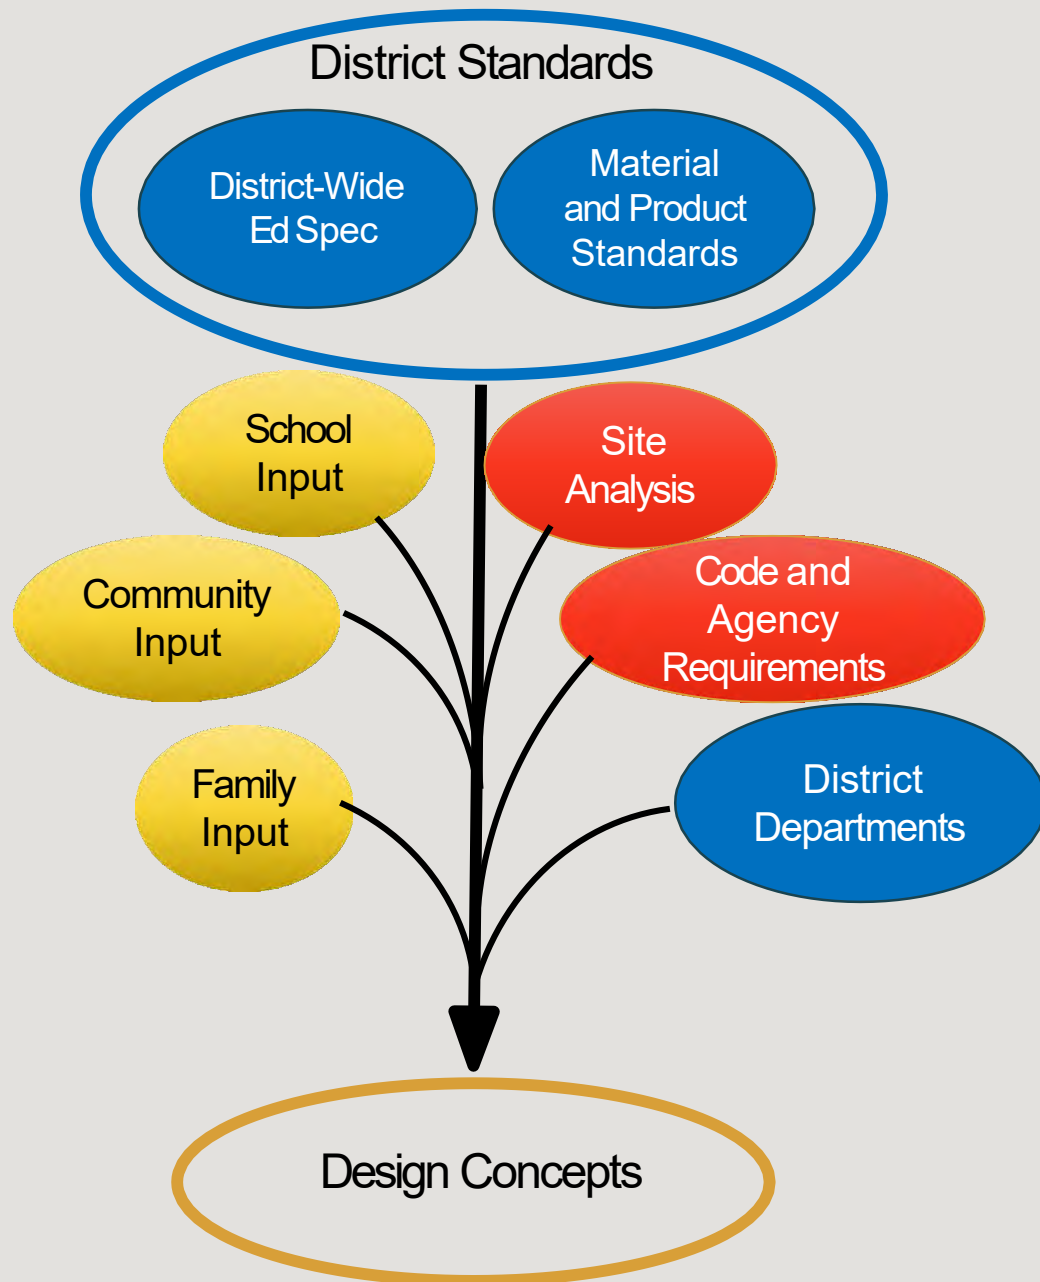 District Standards
District-Wide
Ed Spec
Material
and Product
Standards
School
Input
Site
Analysis
Community
Input
Code and
Agency
Requirements
Family
Input
District
Departments
Design Concepts